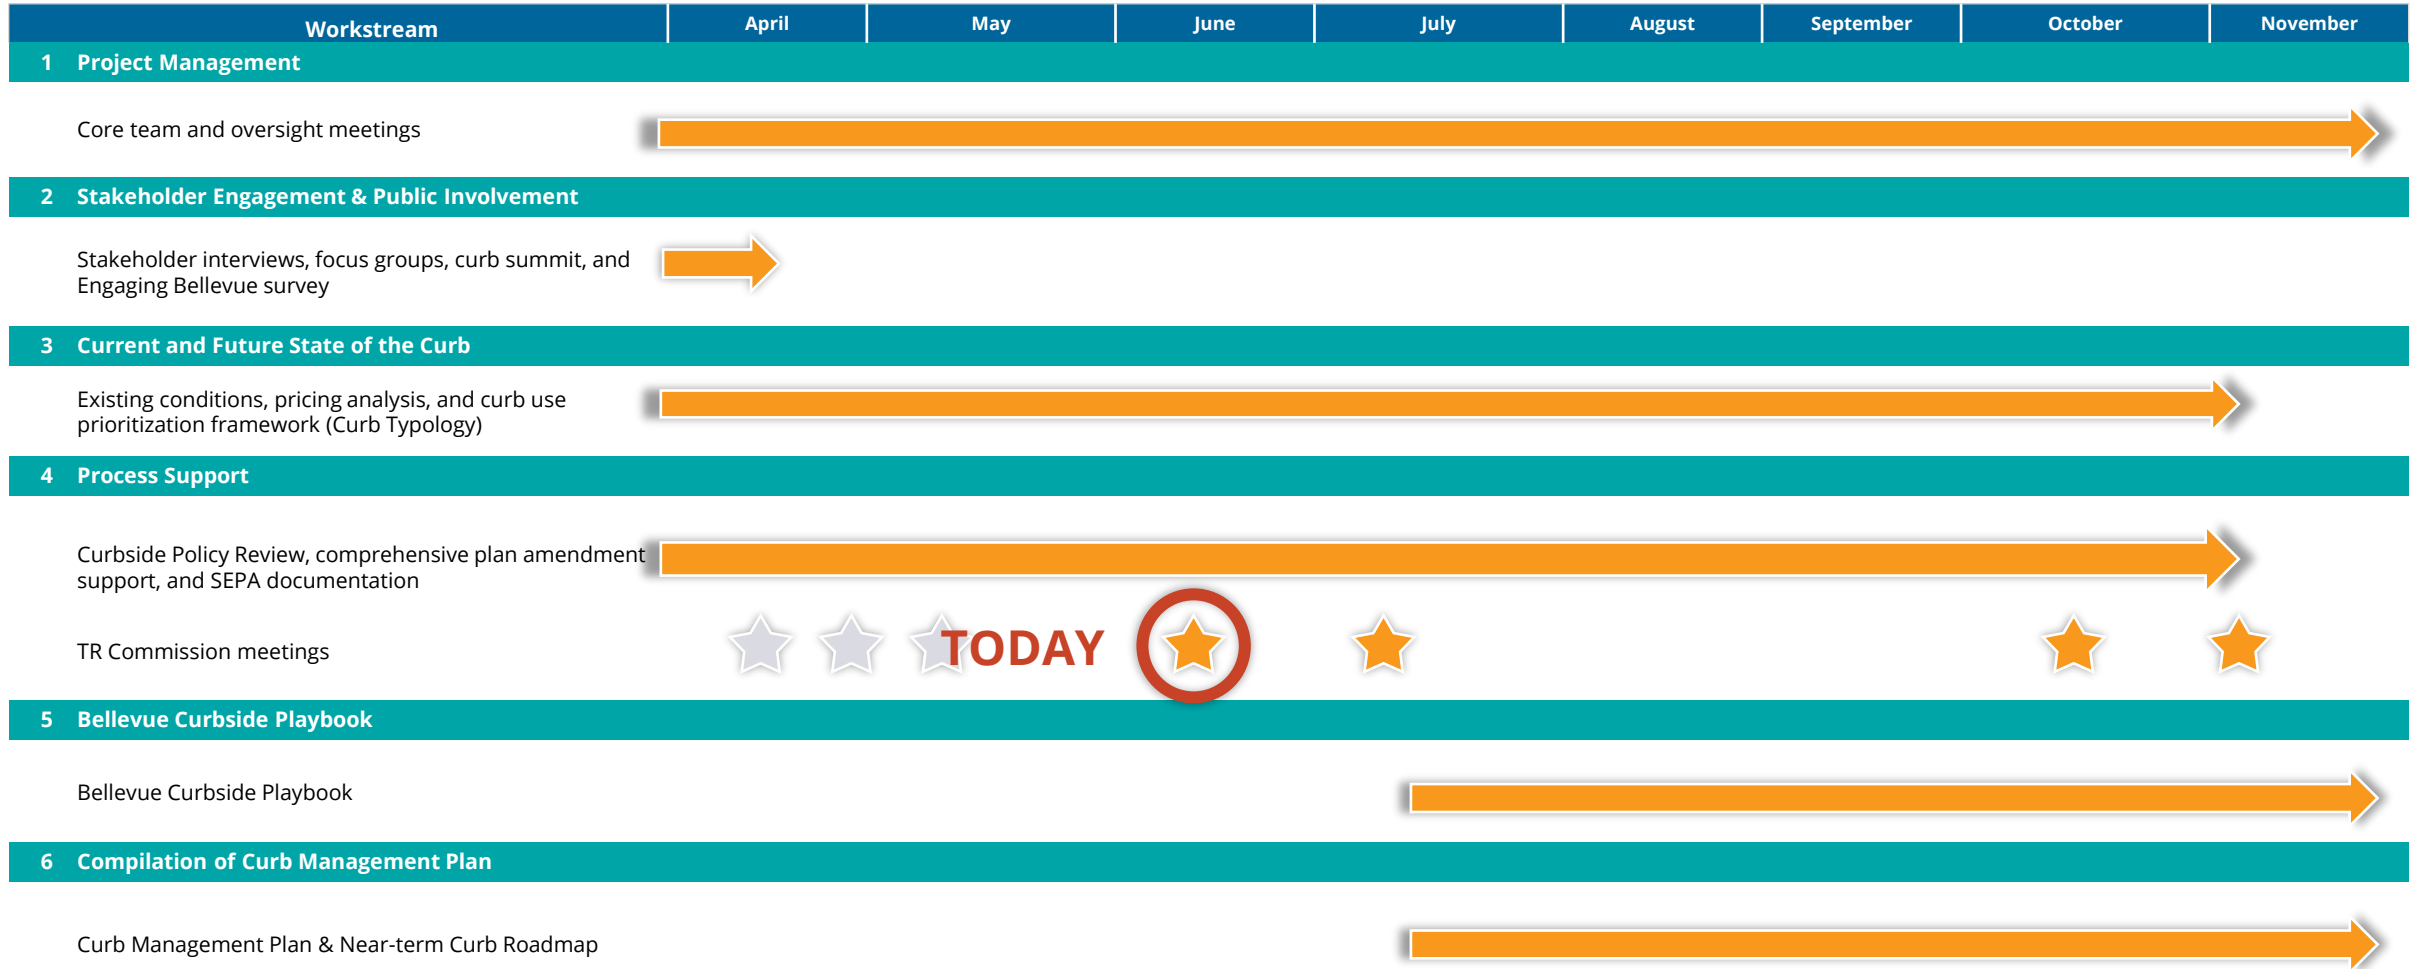 Workstream April May June July August September October November
1 Project Management
Core team and oversight meetings
2 Stakeholder Engagement & Public Involvement
Stakeholder interviews, focus groups, curb summit, and
Engaging Bellevue survey
3 Current and Future State of the Curb
Existing conditions, pricing analysis, and curb use
prioritization framework (Curb Typology)
4 Process Support
Curbside Policy Review, comprehensive plan amendment
support, and SEPA documentation
TR Commission meetings TODAY
5 Bellevue Curbside Playbook
Bellevue Curbside Playbook
6 Compilation of Curb Management Plan
Curb Management Plan & Near-term Curb Roadmap